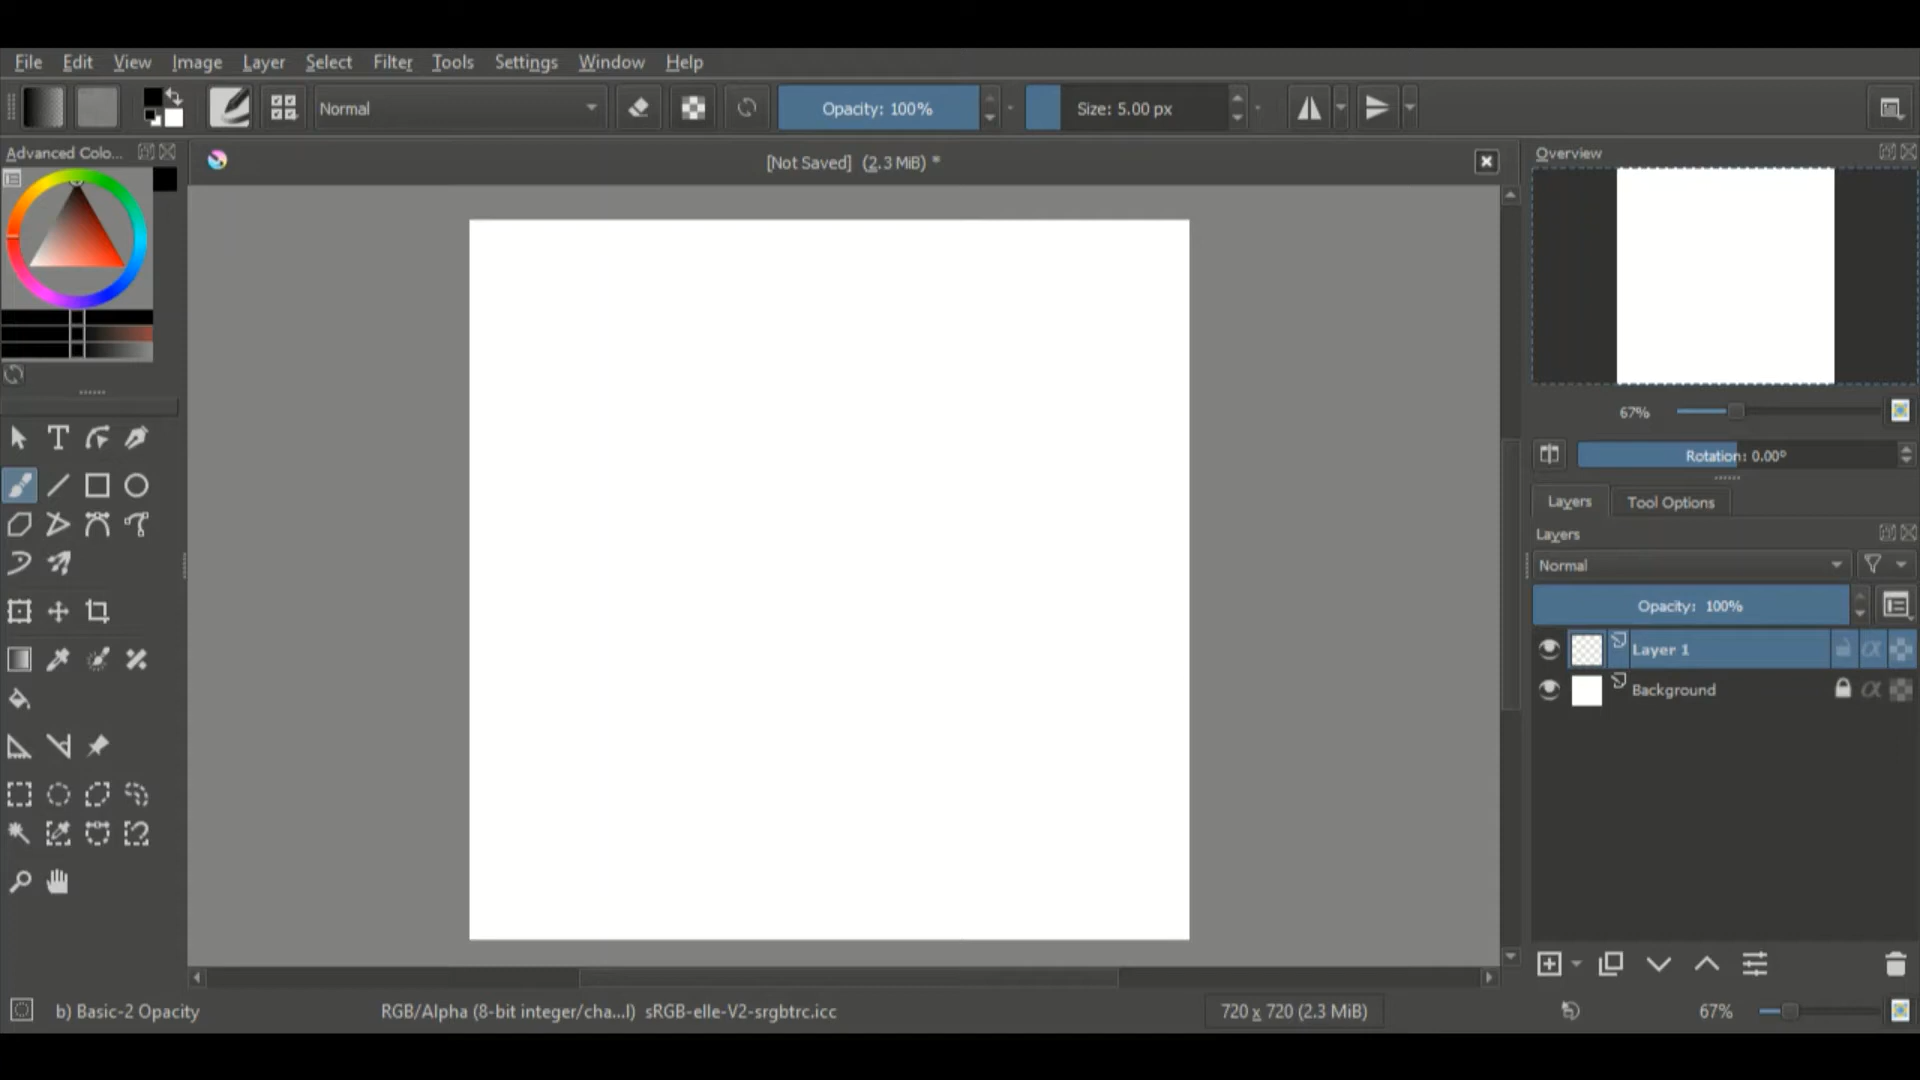 File Edit View Image Layer Select Filter Tools Settings Window Help
Normal Opacity: 100% Size: 5.00 px
Advanced Colo... [Not Saved] (2.3 MiB) * Overview
67%
Rotation: 0.00°
Layers Tool Options
Layers
Normal
Opacity: 100%
Layer 1
Background
b) Basic-2 Opacity RGB/Alpha (8-bit integer/cha...l) sRGB-elle-V2-srgbtrc.icc 720 x 720 (2.3 MiB) 67%